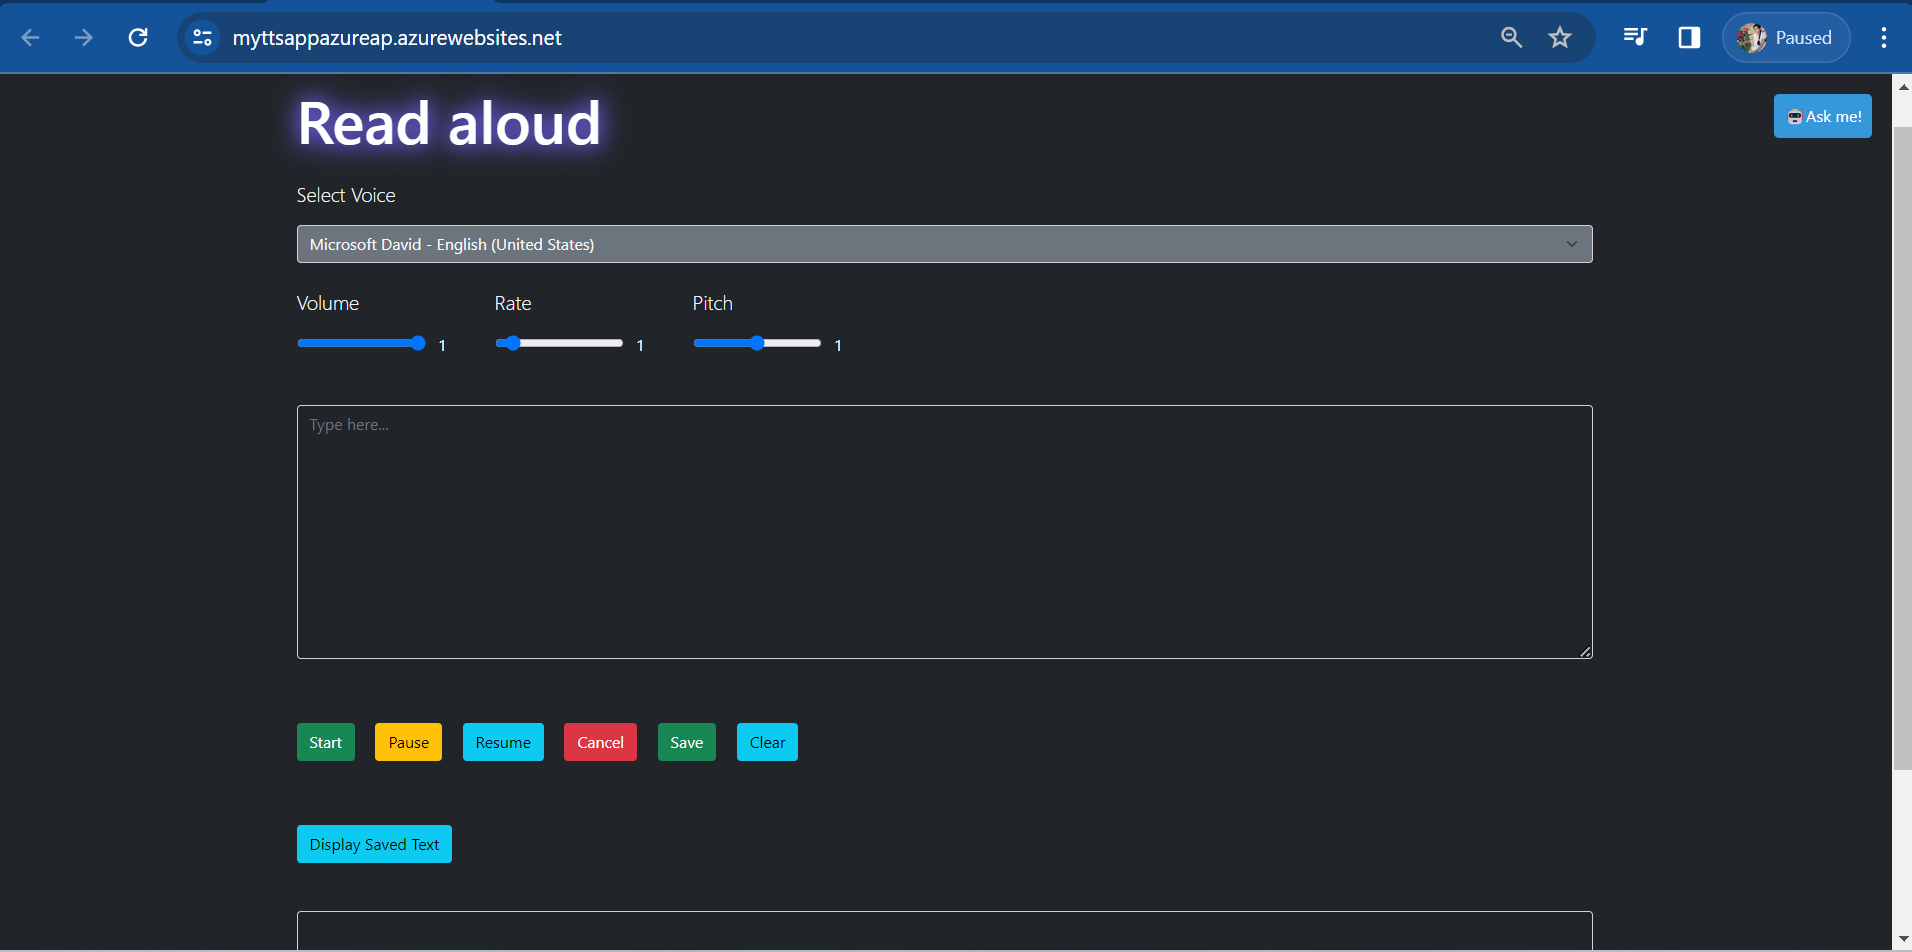 myttsappazureap.azurewebsites.net
Paused
Read aloud
Ask me!
Select Voice
Microsoft David - English (United States)
Volume Rate Pitch
1 1 1
Type here...
Start Pause Resume Cancel Save Clear
Display Saved Text